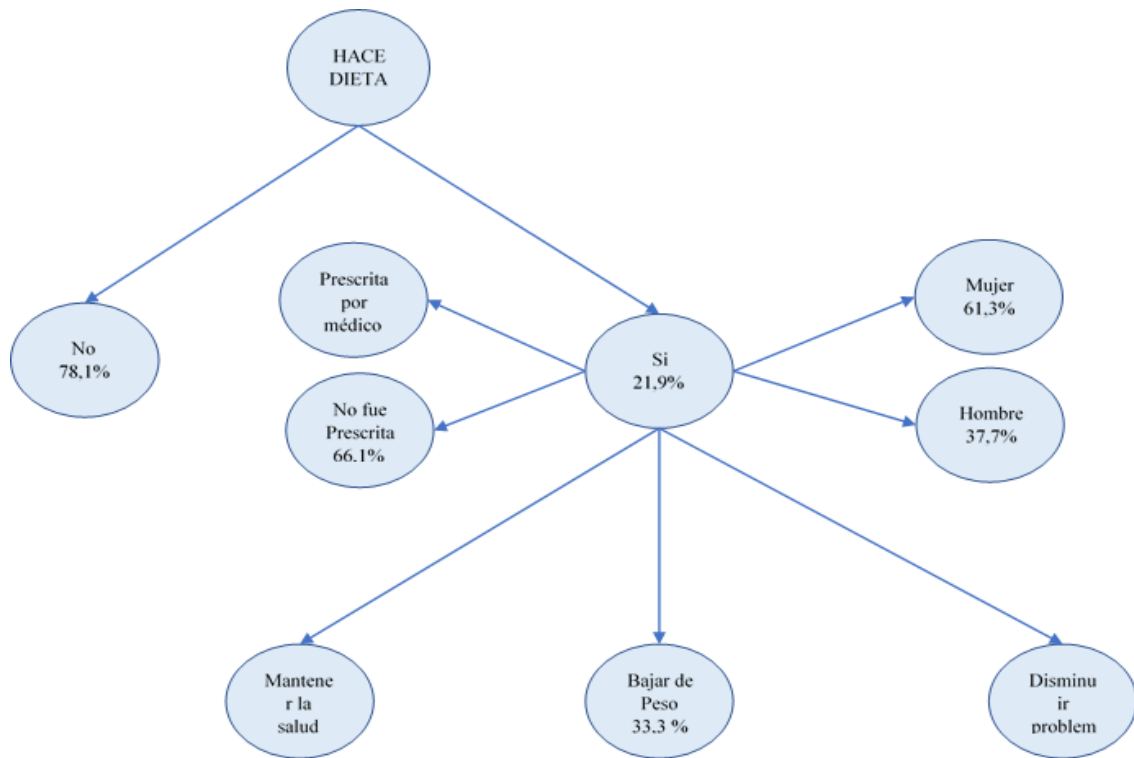 HACE
DIETA
No
78,1%
Prescrita
por
médico
No fue
Prescrita
66.1%
Si
21,9%
Mujer
61,3%
Hombre
37,7%
Mantene
r la
salud
Bajar de
Peso
33,3 %
Disminu
ir
problem